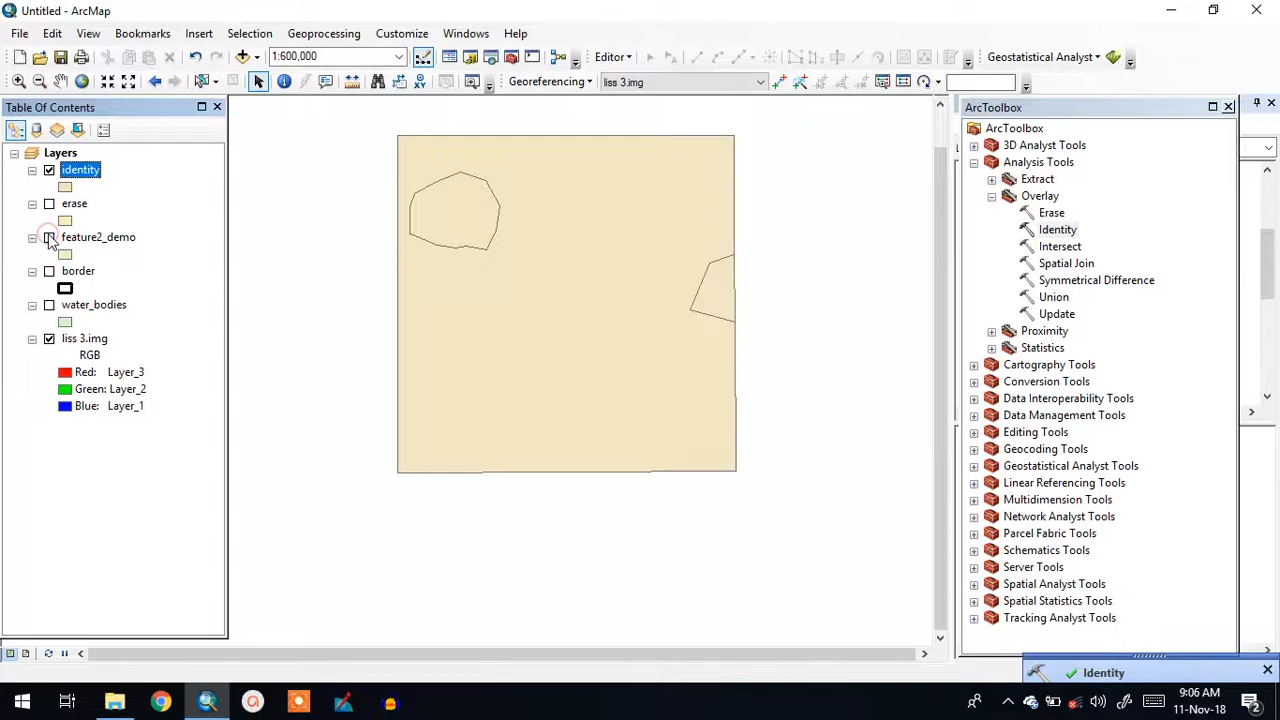 Untitled - ArcMap
File Edit View Bookmarks Insert Selection Geoprocessing Customize Windows Help
1:600,000 Editor Geostatistical Analyst
Georeferencing liss 3.img
Table Of Contents
Layers
identity
erase
feature2_demo
border
water_bodies
liss 3.img
RGB
Red: Layer_3
Green: Layer_2
Blue: Layer_1
ArcToolbox
ArcToolbox
3D Analyst Tools
Analysis Tools
Extract
Overlay
Erase
Identity
Intersect
Spatial Join
Symmetrical Difference
Union
Update
Proximity
Statistics
Cartography Tools
Conversion Tools
Data Interoperability Tools
Data Management Tools
Editing Tools
Geocoding Tools
Geostatistical Analyst Tools
Linear Referencing Tools
Multidimension Tools
Network Analyst Tools
Parcel Fabric Tools
Schematics Tools
Server Tools
Spatial Analyst Tools
Spatial Statistics Tools
Tracking Analyst Tools
Identity
9:06 AM
11-Nov-18
2